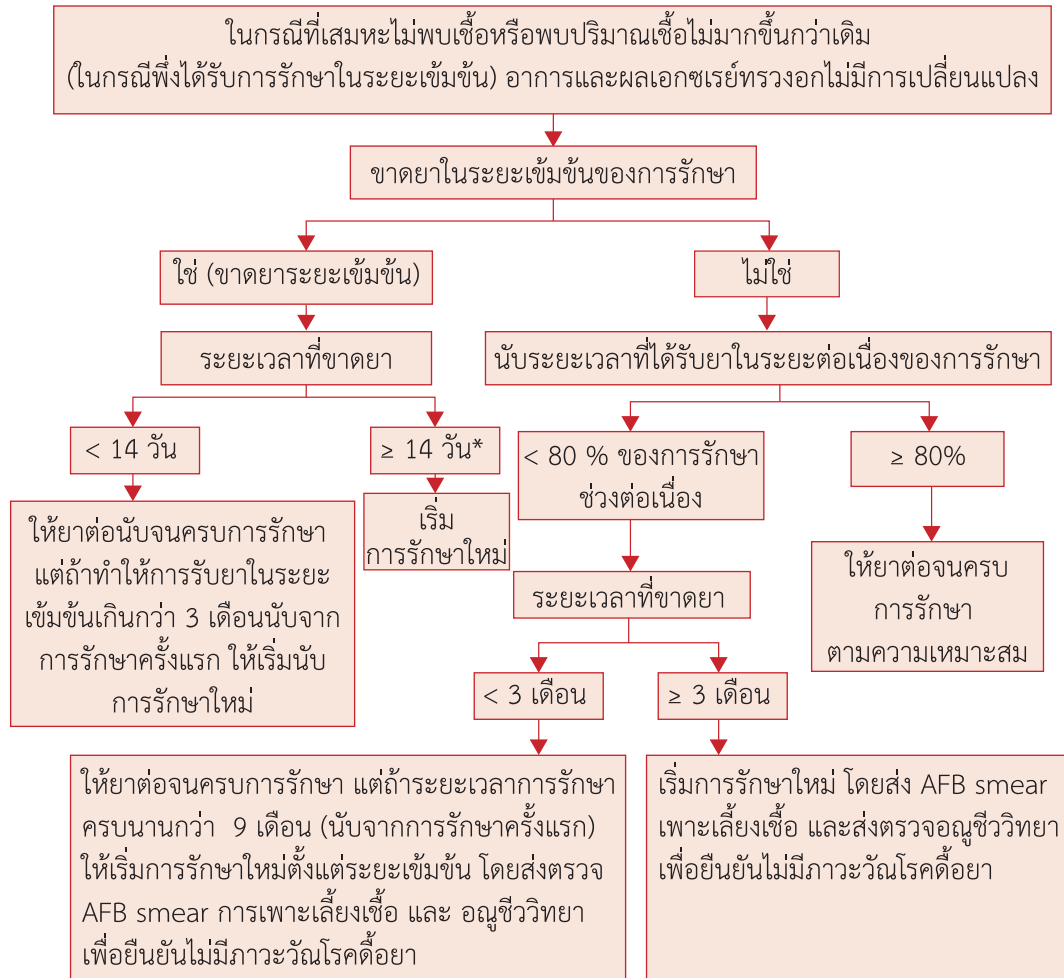 ในกรณีที่เสมหะไม่พบเชื้อหรือพบปริมาณเชื้อไม่มากขึ้นกว่าเดิม
(ในกรณีพึ่งได้รับการรักษาในระยะเข้มข้น) อาการและผลเอกซเรย์ทรวงอกไม่มีการเปลี่ยนแปลง
ขาดยาในระยะเข้มข้นของการรักษา
ใช่ (ขาดยาระยะเข้มข้น)
ไม่ใช่
ระยะเวลาที่ขาดยา
นับระยะเวลาที่ได้รับยาในระยะต่อเนื่องของการรักษา
< 14 วัน
≥ 14 วัน*
< 80 % ของการรักษา
ช่วงต่อเนื่อง
≥ 80%
ให้ยาต่อนับจนครบการรักษา
แต่ถ้าทำให้การรับยาในระยะ
เข้มข้นเกินกว่า 3 เดือนนับจาก
การรักษาครั้งแรก ให้เริ่มนับ
การรักษาใหม่
เริ่ม
การรักษาใหม่
ระยะเวลาที่ขาดยา
ให้ยาต่อจนครบ
การรักษา
ตามความเหมาะสม
< 3 เดือน
≥ 3 เดือน
ให้ยาต่อจนครบการรักษา แต่ถ้าระยะเวลาการรักษา
ครบนานกว่า 9 เดือน (นับจากการรักษาครั้งแรก)
ให้เริ่มการรักษาใหม่ตั้งแต่ระยะเข้มข้น โดยส่งตรวจ
AFB smear การเพาะเลี้ยงเชื้อ และ อณูชีววิทยา
เพื่อยืนยันไม่มีภาวะวัณโรคดื้อยา
เริ่มการรักษาใหม่ โดยส่ง AFB smear
เพาะเลี้ยงเชื้อ และส่งตรวจอณูชีววิทยา
เพื่อยืนยันไม่มีภาวะวัณโรคดื้อยา